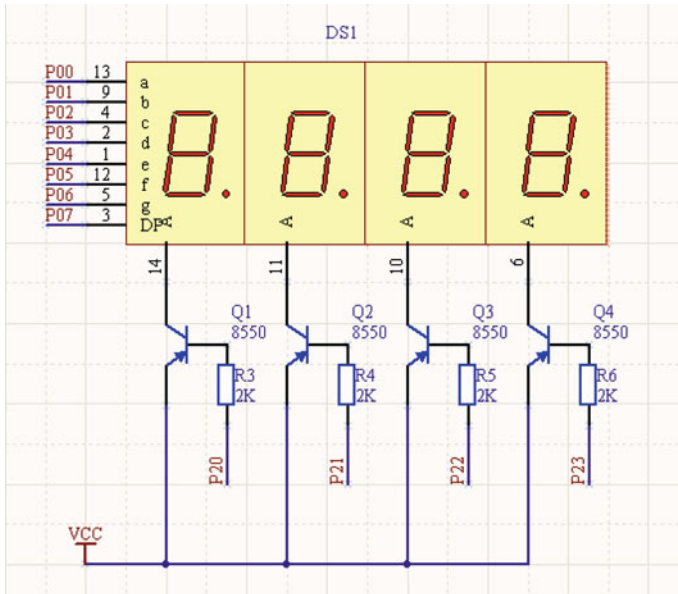 DS1
P00 13 a
P01 9 b
P02 4 c
P03 2 d
P04 1 e
P05 12 f
P06 5 g
P07 3 DP
A A A A
14 11 10 6
Q1 Q2 Q3 Q4
8550 8550 8550 8550
R3 R4 R5 R6
2K 2K 2K 2K
P20 P21 P22 P23
VCC